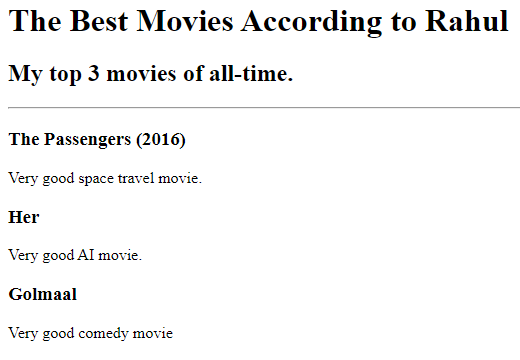 The Best Movies According to Rahul
My top 3 movies of all-time.
The Passengers (2016)
Very good space travel movie.
Her
Very good AI movie.
Golmaal
Very good comedy movie